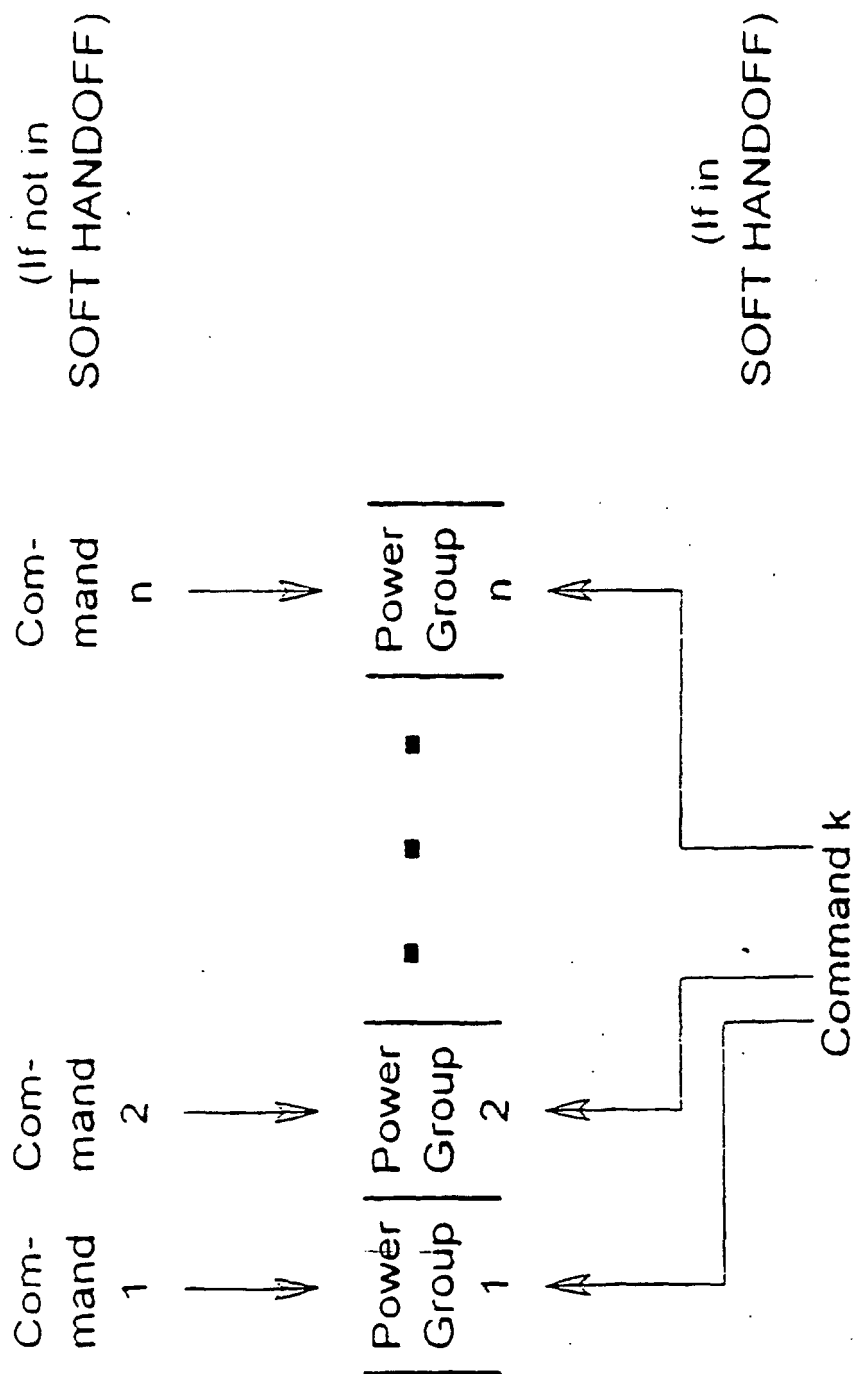 Com-
mand
1
Com-
mand
2
Com-
mand
n
(If not in
SOFT HANDOFF)
Power
Group
1
Power
Group
2
Power
Group
n
Command k
(If in
SOFT HANDOFF)